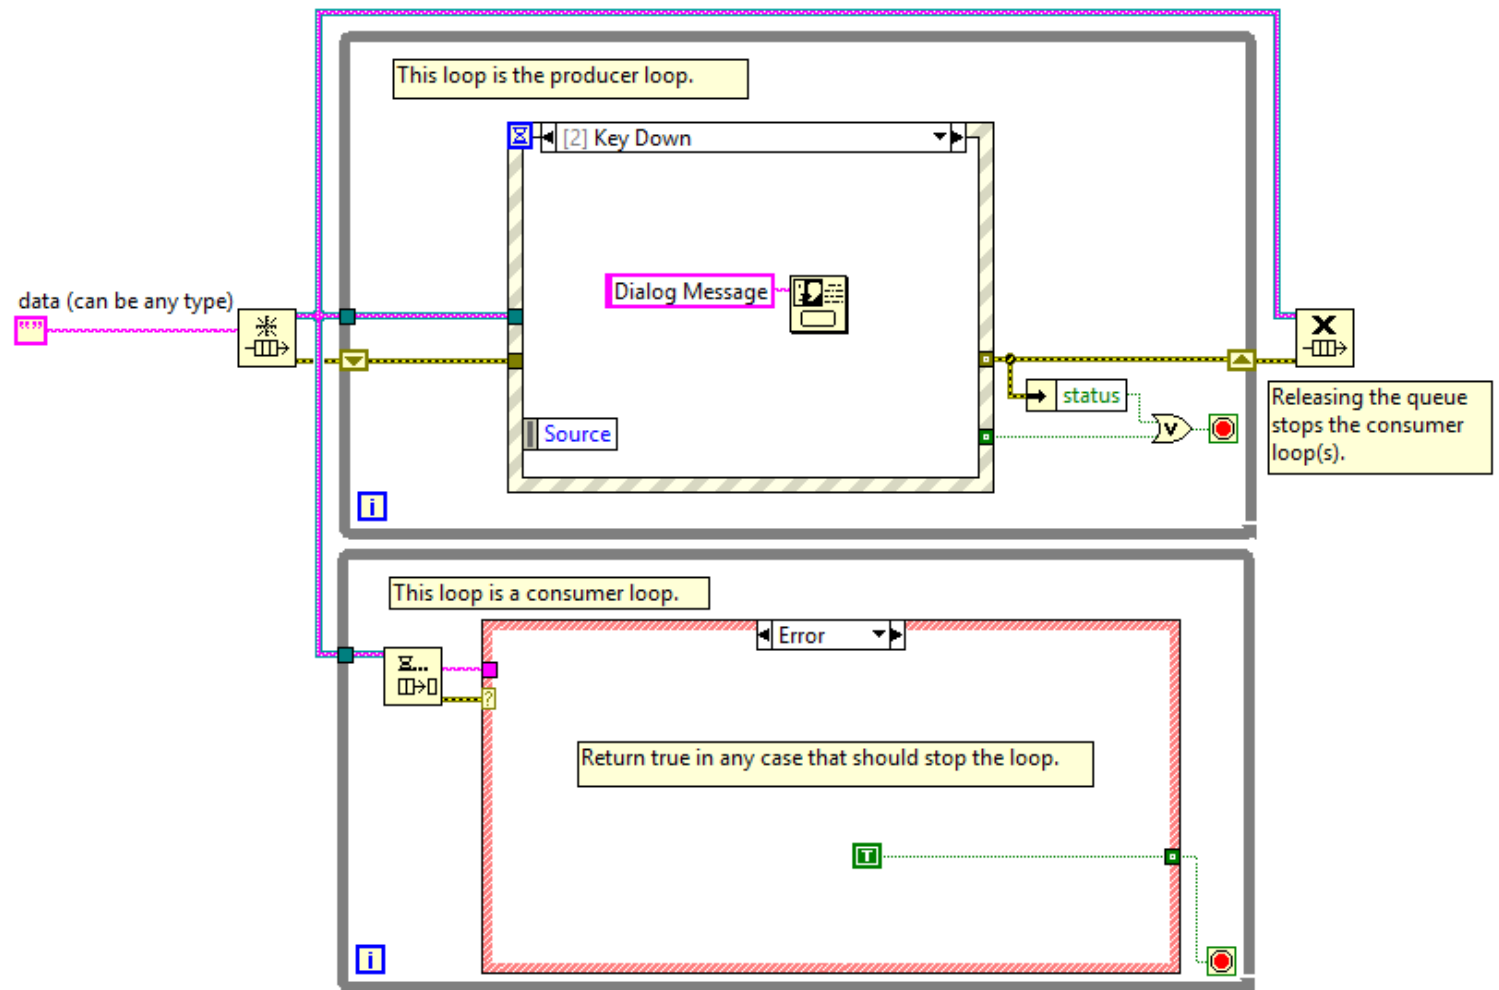 This loop is the producer loop.
[2] Key Down
data (can be any type)
""
Dialog Message
status
V
Source
Releasing the queue
stops the consumer
loop(s).
i
This loop is a consumer loop.
Error
?
Return true in any case that should stop the loop.
T
i